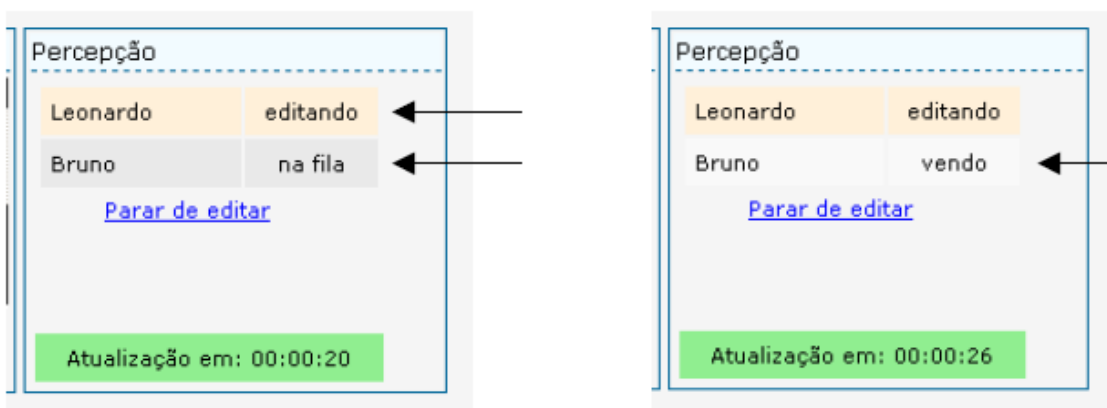 Percepção
Leonardo editando
Bruno na fila
Parar de editar
Atualização em: 00:00:20
Percepção
Leonardo editando
Bruno vendo
Parar de editar
Atualização em: 00:00:26